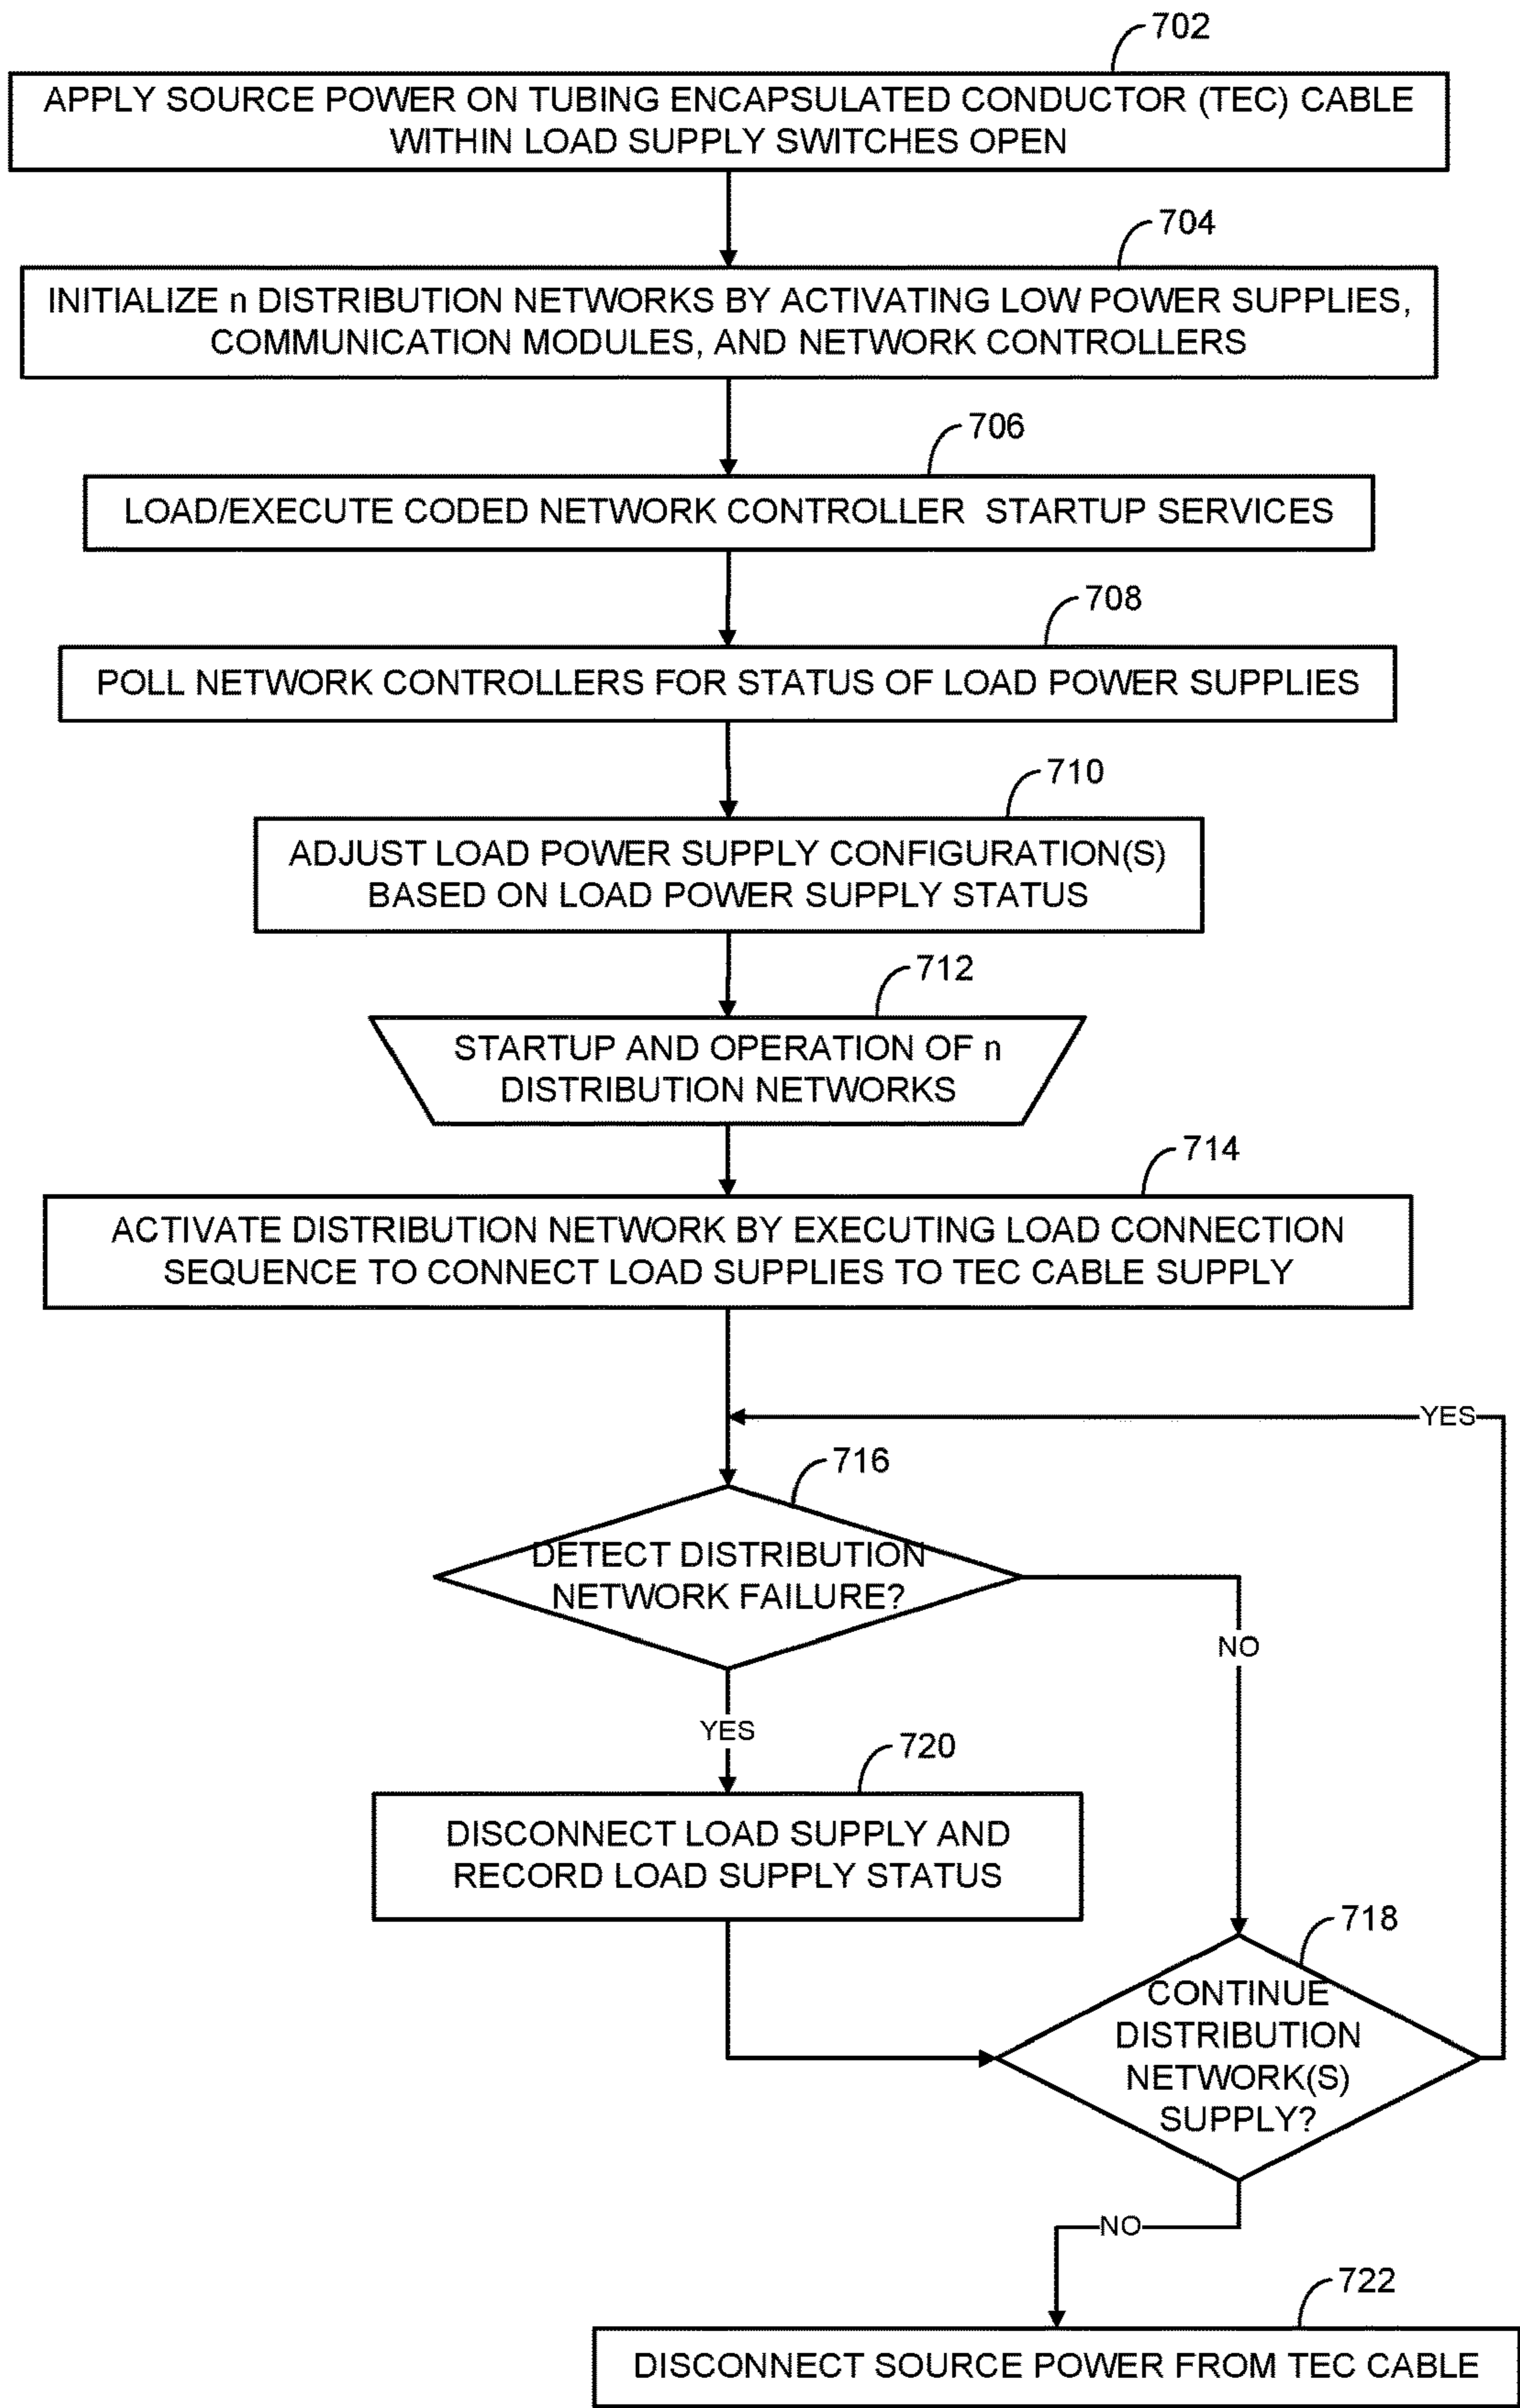 702
APPLY SOURCE POWER ON TUBING ENCAPSULATED CONDUCTOR (TEC) CABLE
WITHIN LOAD SUPPLY SWITCHES OPEN
704
INITIALIZE n DISTRIBUTION NETWORKS BY ACTIVATING LOW POWER SUPPLIES,
COMMUNICATION MODULES, AND NETWORK CONTROLLERS
706
LOAD/EXECUTE CODED NETWORK CONTROLLER STARTUP SERVICES
708
POLL NETWORK CONTROLLERS FOR STATUS OF LOAD POWER SUPPLIES
710
ADJUST LOAD POWER SUPPLY CONFIGURATION(S)
BASED ON LOAD POWER SUPPLY STATUS
712
STARTUP AND OPERATION OF n
DISTRIBUTION NETWORKS
714
ACTIVATE DISTRIBUTION NETWORK BY EXECUTING LOAD CONNECTION
SEQUENCE TO CONNECT LOAD SUPPLIES TO TEC CABLE SUPPLY
YES
716
DETECT DISTRIBUTION
NETWORK FAILURE?
NO
YES
720
DISCONNECT LOAD SUPPLY AND
RECORD LOAD SUPPLY STATUS
718
CONTINUE
DISTRIBUTION
NETWORK(S)
SUPPLY?
NO
722
DISCONNECT SOURCE POWER FROM TEC CABLE